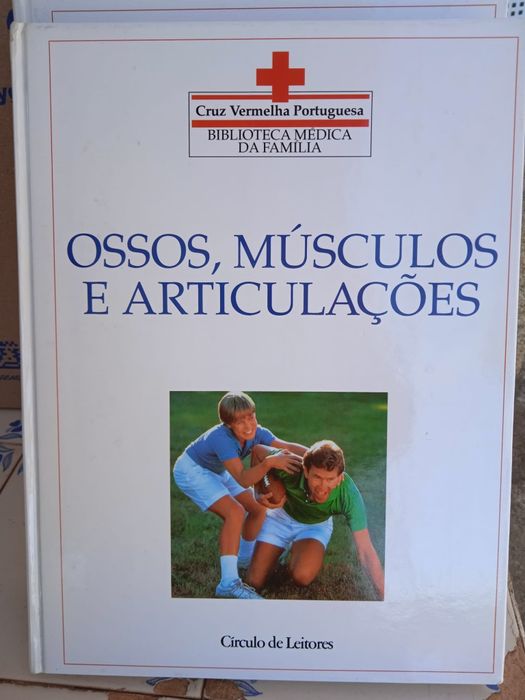 Cruz Vermelha Portuguesa
BIBLIOTECA MÉDICA
DA FAMÍLIA
OSSOS, MÚSCULOS
E ARTICULAÇÕES
Círculo de Leitores